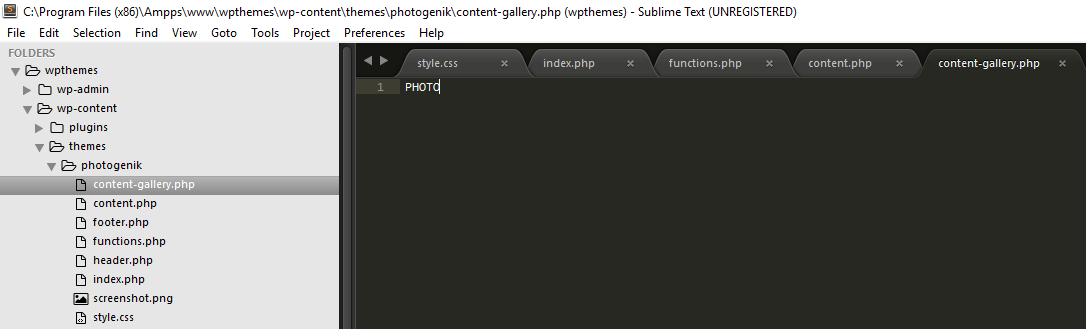 C:\Program Files (x86)\Ampps\www\wpthemes\wp-content\themes\photogenik\content-gallery.php (wpthemes) - Sublime Text (UNREGISTERED)
File Edit Selection Find View Goto Tools Project Preferences Help
FOLDERS
wpthemes
wp-admin
wp-content
plugins
themes
photogenik
content-gallery.php
content.php
footer.php
functions.php
header.php
index.php
screenshot.png
style.css
style.css × index.php × functions.php × content.php × content-gallery.php ×
1 PHOTO